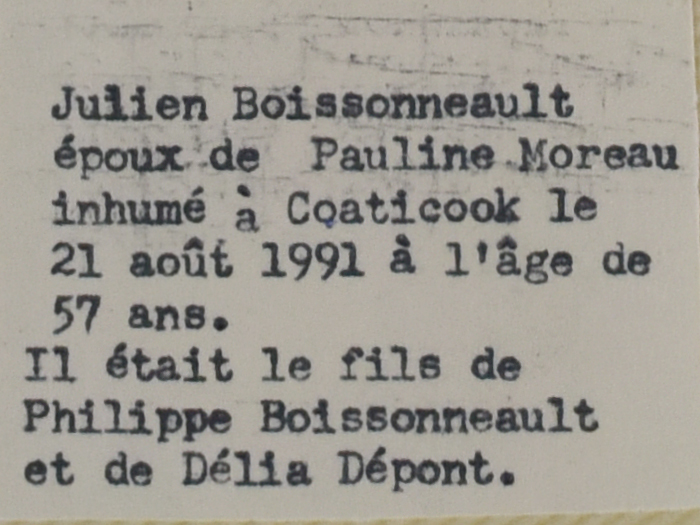 Julien Boissonneault
époux de Pauline Moreau
inhumé à Coaticook le
21 août 1991 à l'âge de
57 ans.
Il était le fils de
Philippe Boissonneault
et de Délia Dépont.